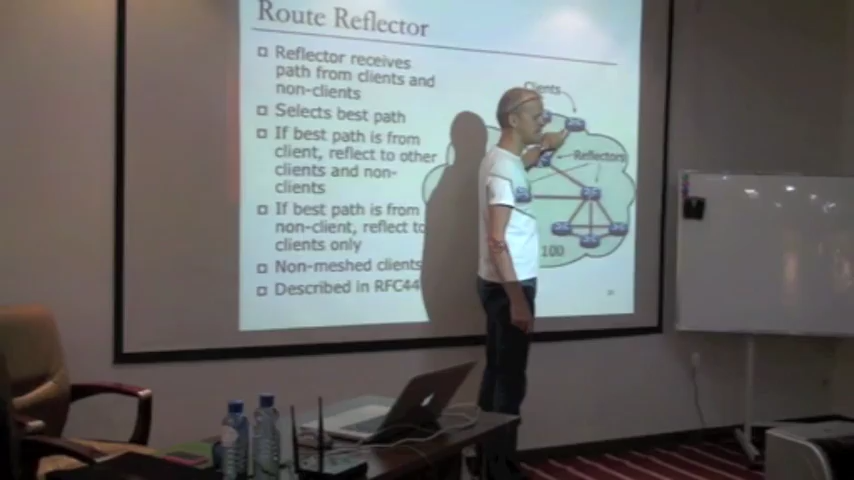 Route Reflector
Reflector receives
path from clients and
non-clients
Selects best path
If best path is from
client, reflect to other
clients and non-
clients
If best path is from
non-client, reflect to
clients only
Non-meshed clients
Described in RFC44
Clients
Reflectors
100